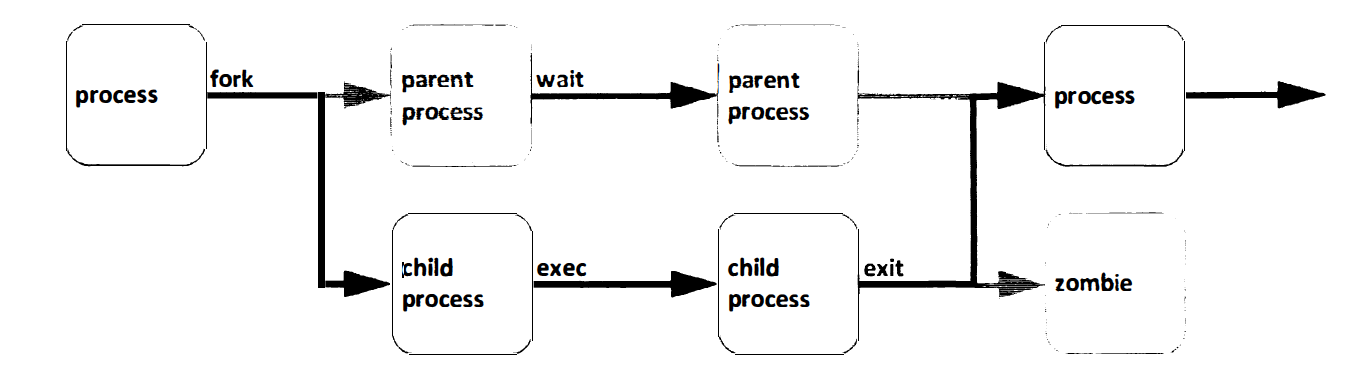 process
fork
parent
process
wait
parent
process
process
child
process
exec
child
process
exit
zombie